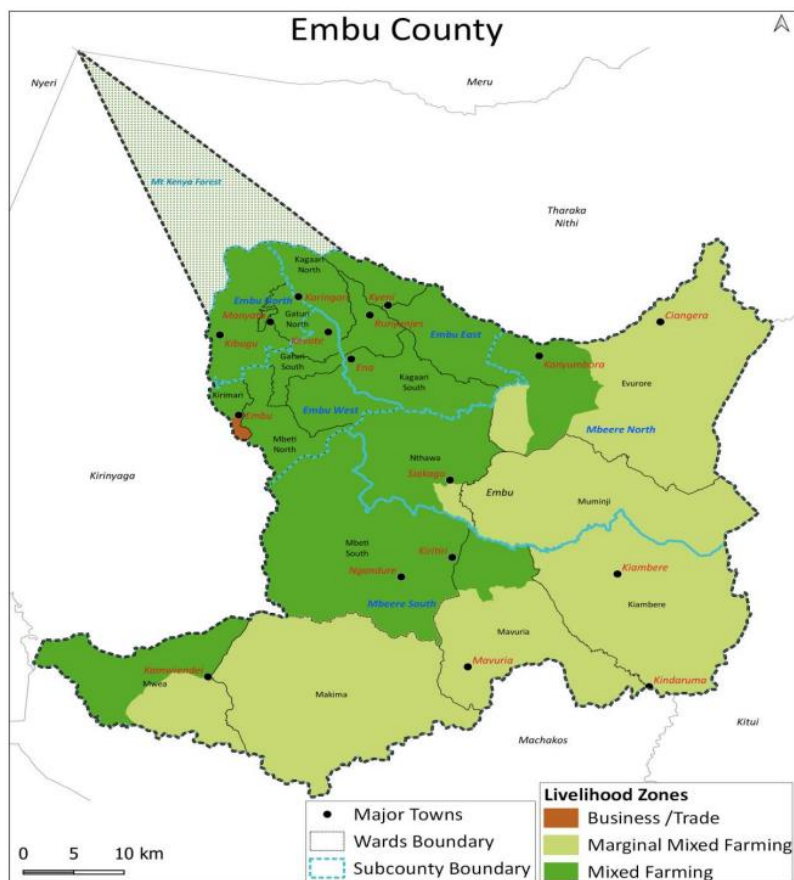 Embu County
Nyeri
Meru
Mt Kenya Forest
Tharaka
Nithi
Kagaari
North
Embu North
Karingari
Kyeni
Ciangera
Manyatta
Gaturi
North
Runyenjes
Kibugu
Embu East
Kanyumbora
Gaturi
South
Ena
Kagaari
South
Evurore
Kirimari
Embu
Embu West
Mbeere North
Mbeti
North
Nthawa
Kirinyaga
Siakago
Embu
Muminji
Mbeti
South
Kiritiri
Ngandure
Kiambere
Mbeere South
Kiambere
Mavuria
Mavuria
Mwea
Makima
Kindaruma
Machakos
Kitui
Major Towns
Wards Boundary
Subcounty Boundary
Livelihood Zones
Business /Trade
Marginal Mixed Farming
Mixed Farming
0 5 10 km